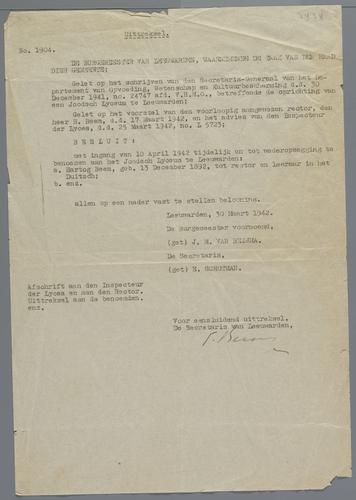 Uittreksel.
No. 1904.
DE BURGEMEESTER VAN LEEUWARDEN, WAARNEMENDE DE TAAK VAN DEN RAAD
DIER GEMEENTE;
Gelet op het schrijven van den Secretaris-Generaal van het De-
partement van Opvoeding, Wetenschap en Kultuurbescherming d.d. 30
December 1941, no. 24747 afd. V.H.M.O., betreffende de oprichting van
een Joodsch Lyceum te Leeuwarden;
Gelet op het voorstel van den voorloopig aangewezen rector, den
heer H. Beem, d.d. 17 Maart 1942, en het advies van den Inspecteur
der Lycea, d.d. 25 Maart 1942, no. L 5723;
B E S L U I T :
met ingang van 10 April 1942 tijdelijk en tot wederopzegging te
benoemen aan het Joodsch Lyceum te Leeuwarden:
a. Hartog Beem, geb. 13 December 1892, tot rector en leeraar in het
Duitsch;
b. enz.
allen op een nader vast te stellen belooning.
Leeuwarden, 30 Maart 1942.
De Burgemeester voornoemd,
(get) J. M. VAN
De Secretaris,
(get)
Afschrift aan den Inspecteur
der Lycea en aan den Rector.
Uittreksel aan de benoemden.
enz.
Voor eensluidend uittreksel.
De Secretaris van Leeuwarden,